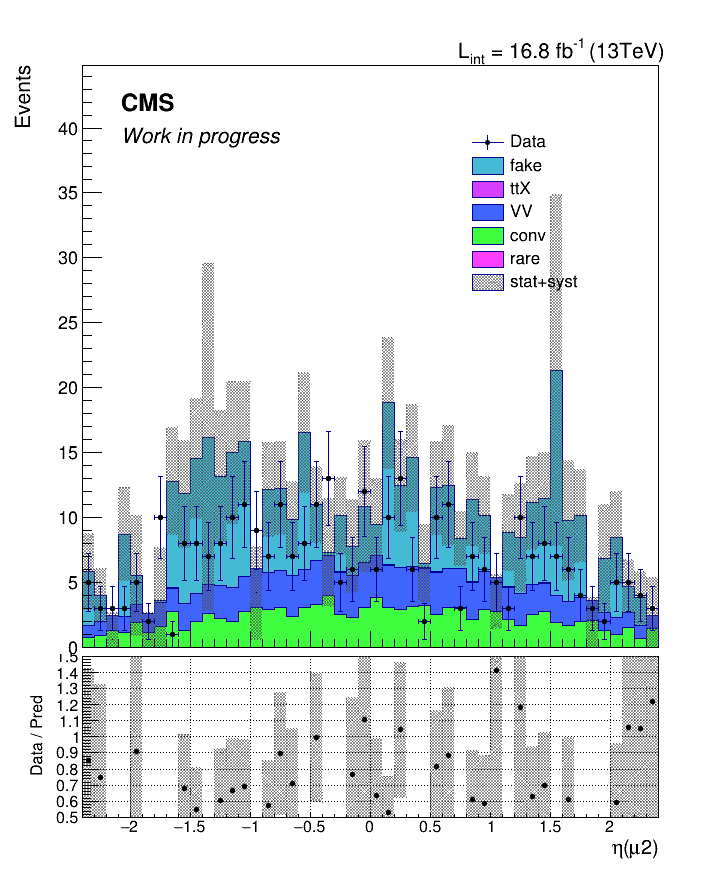 L_int = 16.8 fb^-1 (13TeV)
Events
CMS
Work in progress
Data
fake
ttX
VV
conv
rare
stat+syst
40
35
30
25
20
15
10
5
0
Data / Pred
1.5
1.4
1.3
1.2
1.1
1
0.9
0.8
0.7
0.6
0.5
−2 −1.5 −1 −0.5 0 0.5 1 1.5 2
η(μ2)